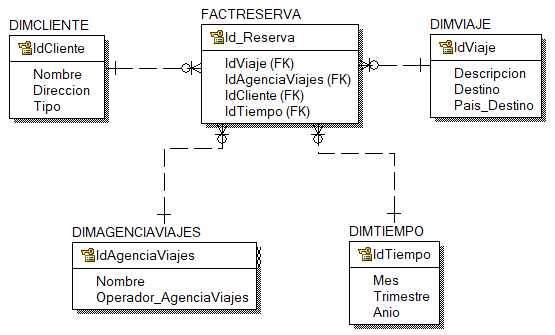 DIMCLIENTE
IdCliente
Nombre
Direccion
Tipo
FACTRESERVA
Id_Reserva
IdViaje (FK)
IdAgenciaViajes (FK)
IdCliente (FK)
IdTiempo (FK)
DIMVIAJE
IdViaje
Descripcion
Destino
Pais_Destino
DIMAGENCIAVIAJES
IdAgenciaViajes
Nombre
Operador_AgenciaViajes
DIMTIEMPO
IdTiempo
Mes
Trimestre
Anio